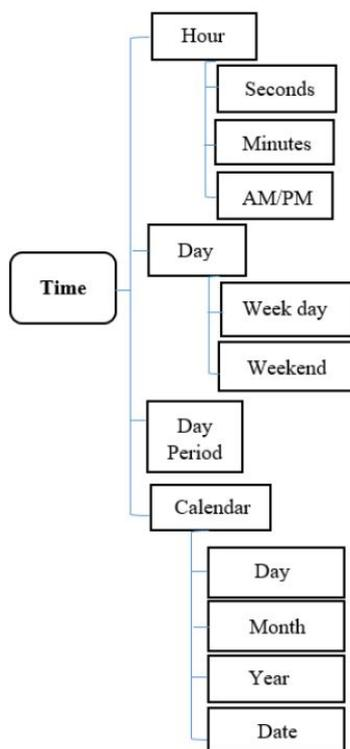 Hour
Seconds
Minutes
AM/PM
Day
Time
Week day
Weekend
Day
Period
Calendar
Day
Month
Year
Date